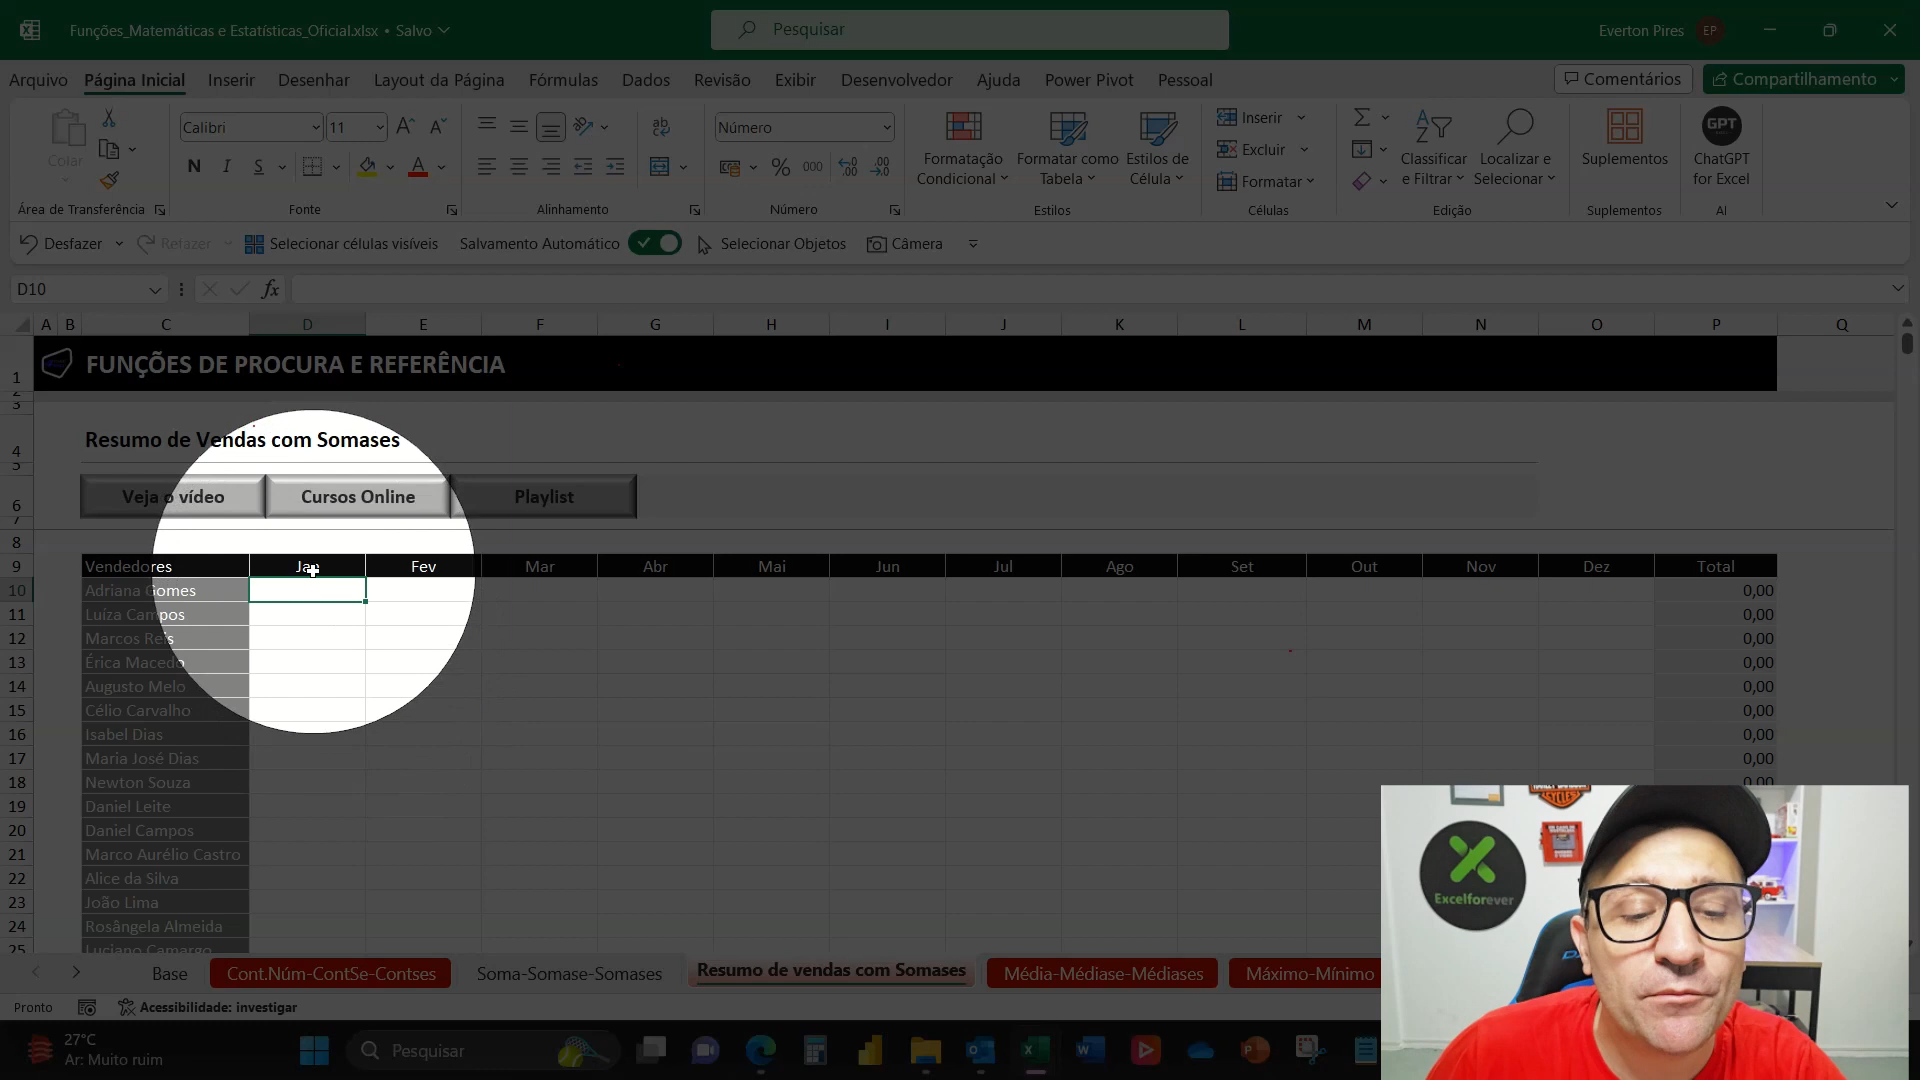 Funções_Matemáticas e Estatísticas_Oficial.xlsx • Salvo
Pesquisar
Everton Pires EP
Arquivo Página Inicial Inserir Desenhar Layout da Página Fórmulas Dados Revisão Exibir Desenvolvedor Ajuda Power Pivot Pessoal Comentários Compartilhamento
Colar
Calibri 11
N I S
Número
% 000
Formatação Condicional
Formatar como Tabela
Estilos de Célula
Inserir
Excluir
Formatar
Classificar e Filtrar
Localizar e Selecionar
Suplementos
GPT
ChatGPT for Excel
Área de Transferência Fonte Alinhamento Número Estilos Células Edição Suplementos AI
Desfazer Refazer Selecionar células visíveis Salvamento Automático Selecionar Objetos Câmera
D10 fx
A B C D E F G H I J K L M N O P Q
1 FUNÇÕES DE PROCURA E REFERÊNCIA
2
3
4 Resumo de Vendas com Somases
5
6 Veja o vídeo Cursos Online Playlist
7
8
9 Vendedores Jan Fev Mar Abr Mai Jun Jul Ago Set Out Nov Dez Total
10 Adriana Gomes 0,00
11 Luíza Campos 0,00
12 Marcos Reis 0,00
13 Érica Macedo 0,00
14 Augusto Melo 0,00
15 Célio Carvalho 0,00
16 Isabel Dias 0,00
17 Maria José Dias 0,00
18 Newton Souza 0,00
19 Daniel Leite
20 Daniel Campos
21 Marco Aurélio Castro
22 Alice da Silva
23 João Lima
24 Rosângela Almeida
25 Luciano Camargo
Excelforever
Base Cont.Núm-ContSe-Contses Soma-Somase-Somases Resumo de vendas com Somases Média-Médiase-Médiases Máximo-Mínimo
Pronto Acessibilidade: investigar
27°C
Ar: Muito ruim
Pesquisar